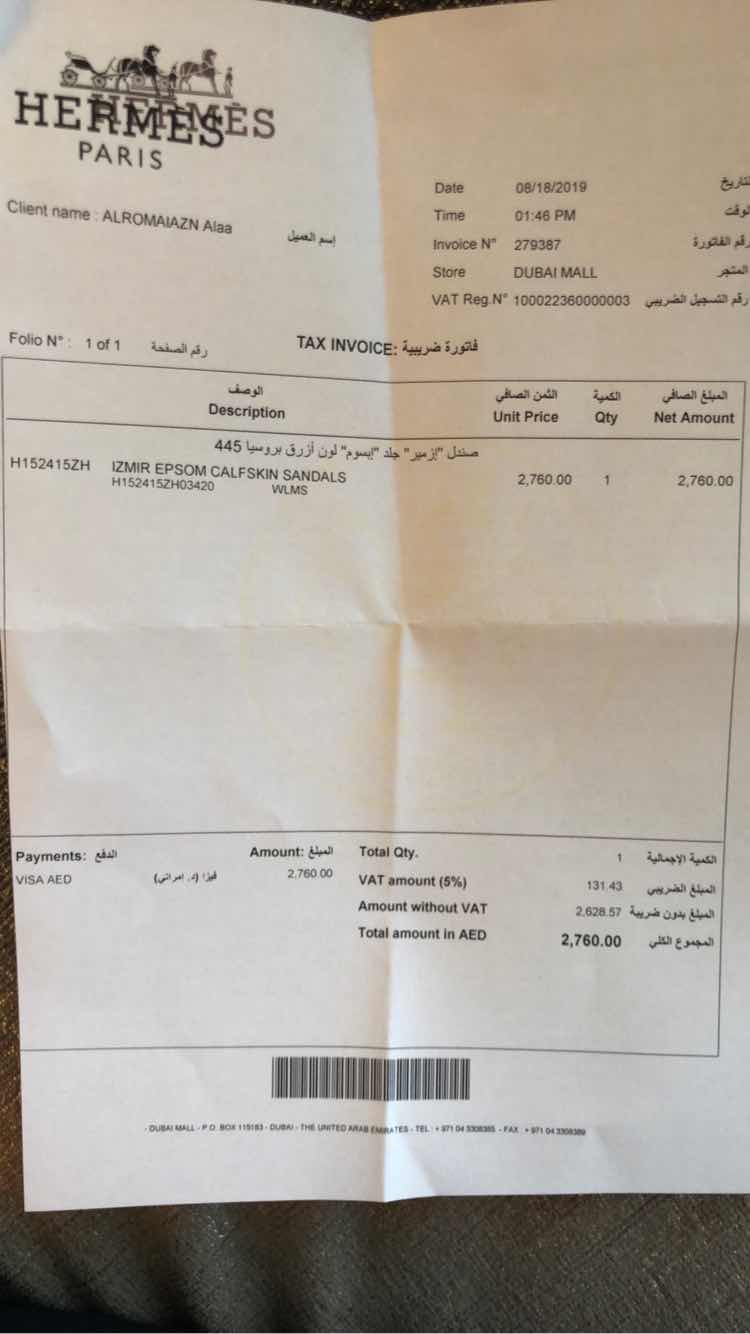 HERMÈS HERMÈS
PARIS
Client name : ALROMAIAZN Alaa إسم العميل
Date 08/18/2019 التاريخ
Time 01:46 PM الوقت
Invoice N° 279387 رقم الفاتورة
Store DUBAI MALL المتجر
VAT Reg.N° 100022360000003 رقم التسجيل الضريبي
Folio N° : 1 of 1 رقم الصفحة
TAX INVOICE: فاتورة ضريبية
الوصف الثمن الصافي الكمية المبلغ الصافي
Description Unit Price Qty Net Amount
صندل "إزمير" جلد "إبسوم" لون أزرق بروسيا 445
H152415ZH IZMIR EPSOM CALFSKIN SANDALS 2,760.00 1 2,760.00
H152415ZH03420 WLMS
Payments: الدفع Amount: المبلغ
VISA AED فيزا (د. امراتي) 2,760.00
Total Qty. 1 الكمية الإجمالية
VAT amount (5%) 131.43 المبلغ الضريبي
Amount without VAT 2,628.57 المبلغ بدون ضريبة
Total amount in AED 2,760.00 المجموع الكلي
- DUBAI MALL - P.O. BOX 115183 - DUBAI - THE UNITED ARAB EMIRATES - TEL : + 971 04 3308385 - FAX : + 971 04 3308389